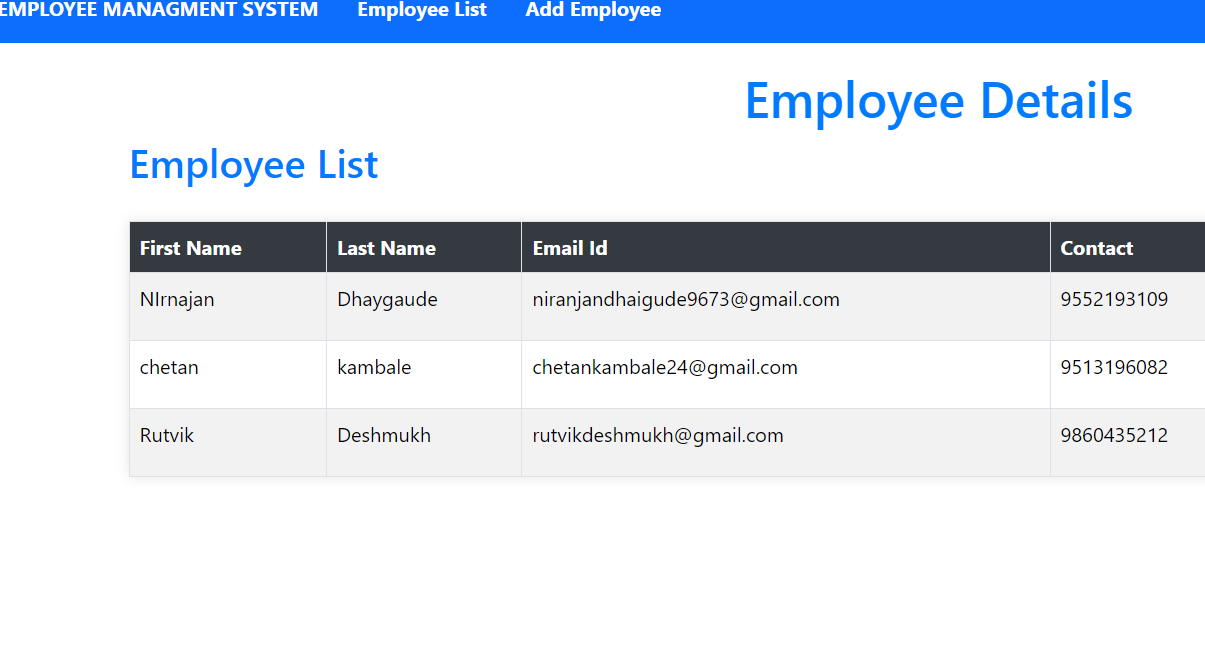 EMPLOYEE MANAGMENT SYSTEM Employee List Add Employee
Employee Details
Employee List
First Name Last Name Email Id Contact
NIrnajan Dhaygaude niranjandhaigude9673@gmail.com 9552193109
chetan kambale chetankambale24@gmail.com 9513196082
Rutvik Deshmukh rutvikdeshmukh@gmail.com 9860435212